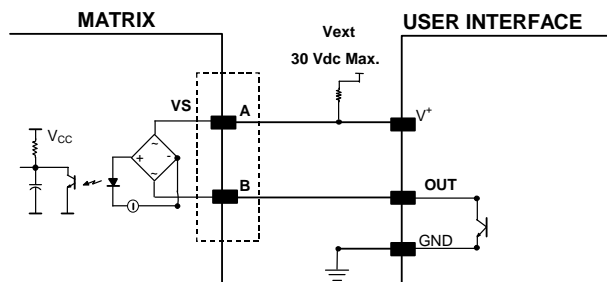 MATRIX
USER INTERFACE
Vext
30 Vdc Max.
VS
A
V+
VCC
~
+
-
~
I
B
OUT
GND